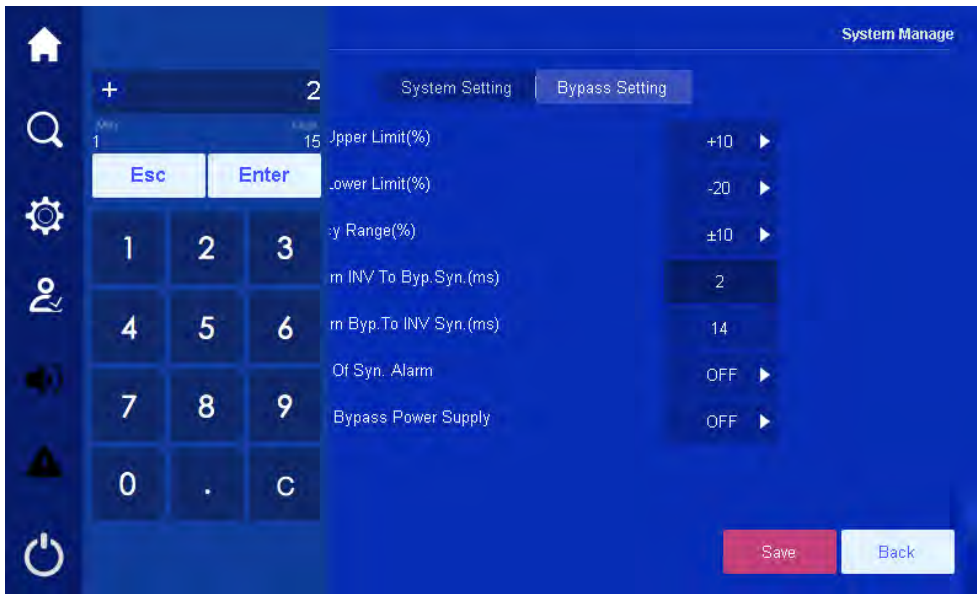 System Manage
+ 2
System Setting Bypass Setting
Min Max
1 15
Upper Limit(%) +10
Esc Enter
Lower Limit(%) -20
cy Range(%) ±10
1 2 3
rn INV To Byp.Syn.(ms) 2
4 5 6
rn Byp.To INV Syn.(ms) 14
Of Syn. Alarm OFF
7 8 9
Bypass Power Supply OFF
0 . C
Save Back